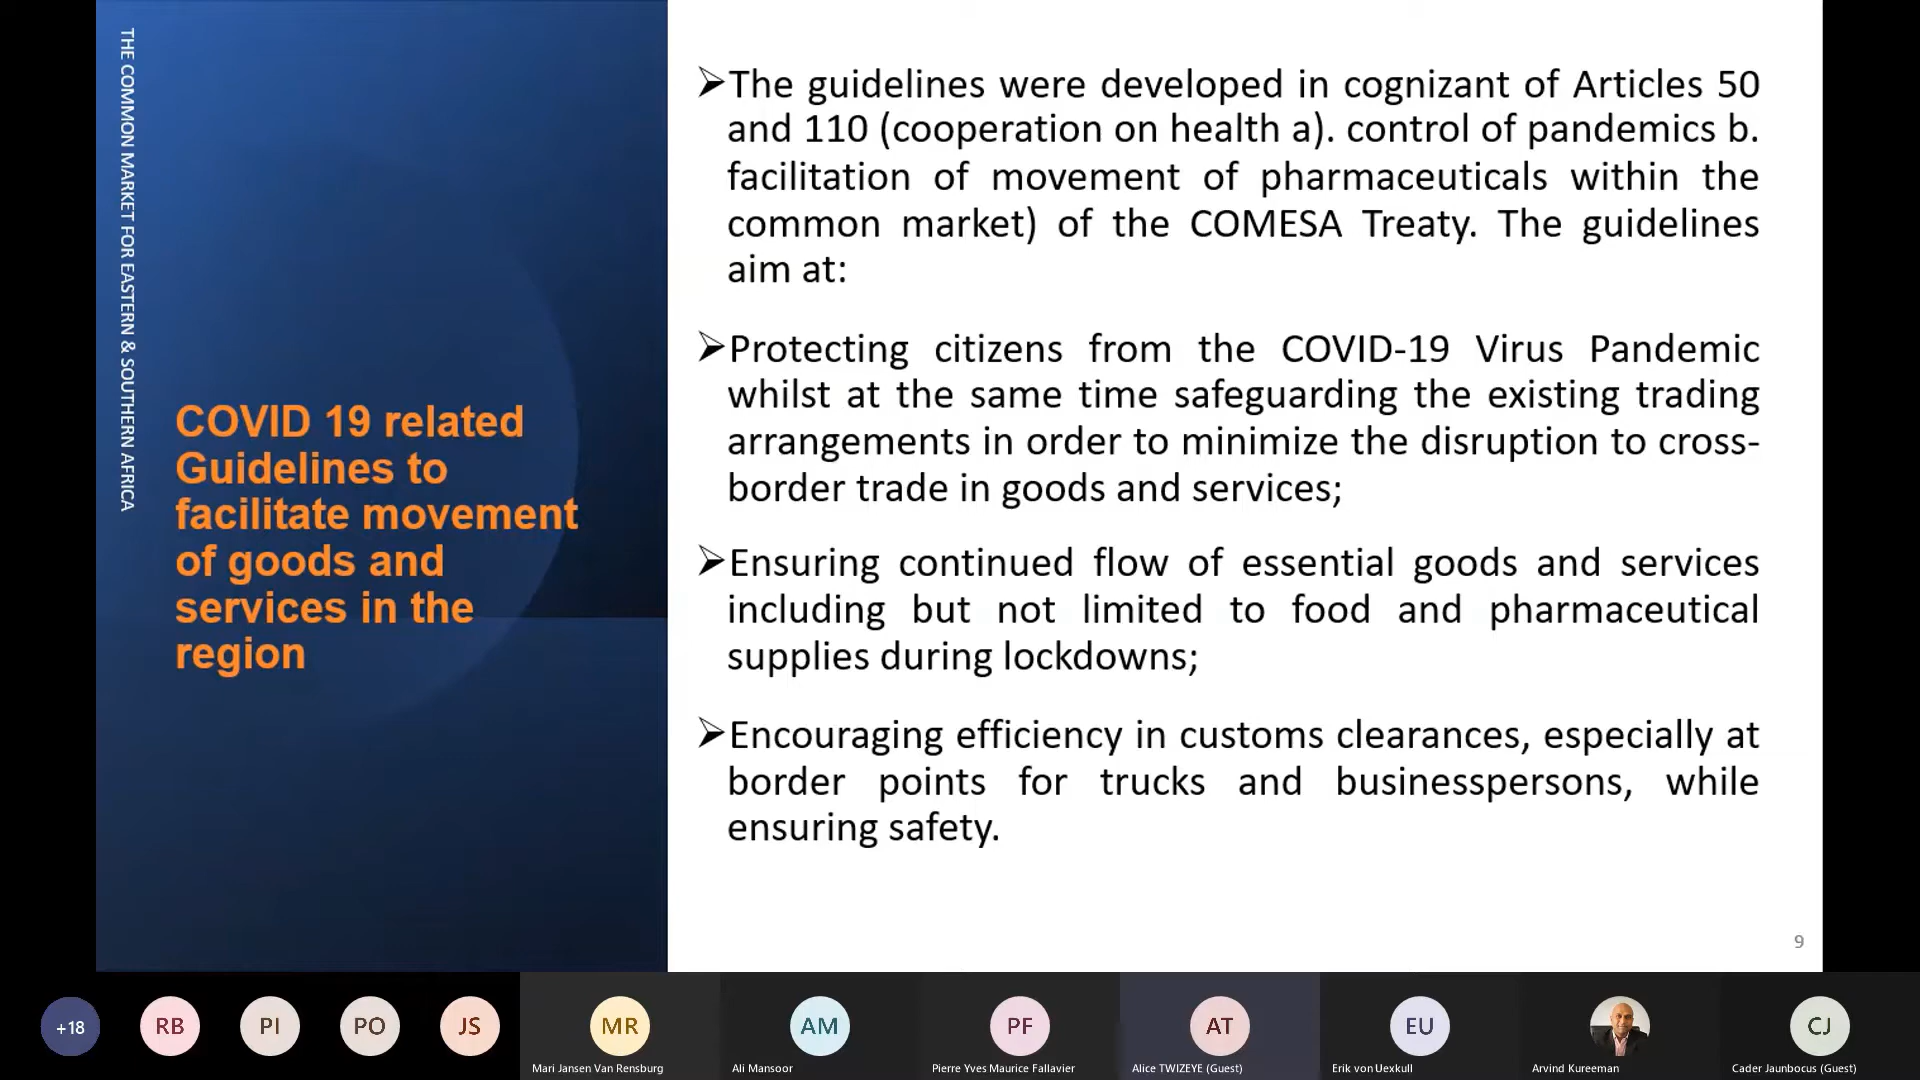 THE COMMON MARKET FOR EASTERN & SOUTHERN AFRICA
COVID 19 related
Guidelines to
facilitate movement
of goods and
services in the
region
➢The guidelines were developed in cognizant of Articles 50
and 110 (cooperation on health a). control of pandemics b.
facilitation of movement of pharmaceuticals within the
common market) of the COMESA Treaty. The guidelines
aim at:
➢Protecting citizens from the COVID-19 Virus Pandemic
whilst at the same time safeguarding the existing trading
arrangements in order to minimize the disruption to cross-
border trade in goods and services;
➢Ensuring continued flow of essential goods and services
including but not limited to food and pharmaceutical
supplies during lockdowns;
➢Encouraging efficiency in customs clearances, especially at
border points for trucks and businesspersons, while
ensuring safety.
9
+18 RB PI PO JS MR AM PF AT EU CJ
Mari Jansen Van Rensburg Ali Mansoor Pierre Yves Maurice Fallavier Alice TWIZEYE (Guest) Erik von Uexkull Arvind Kureeman Cader Jaunbocus (Guest)